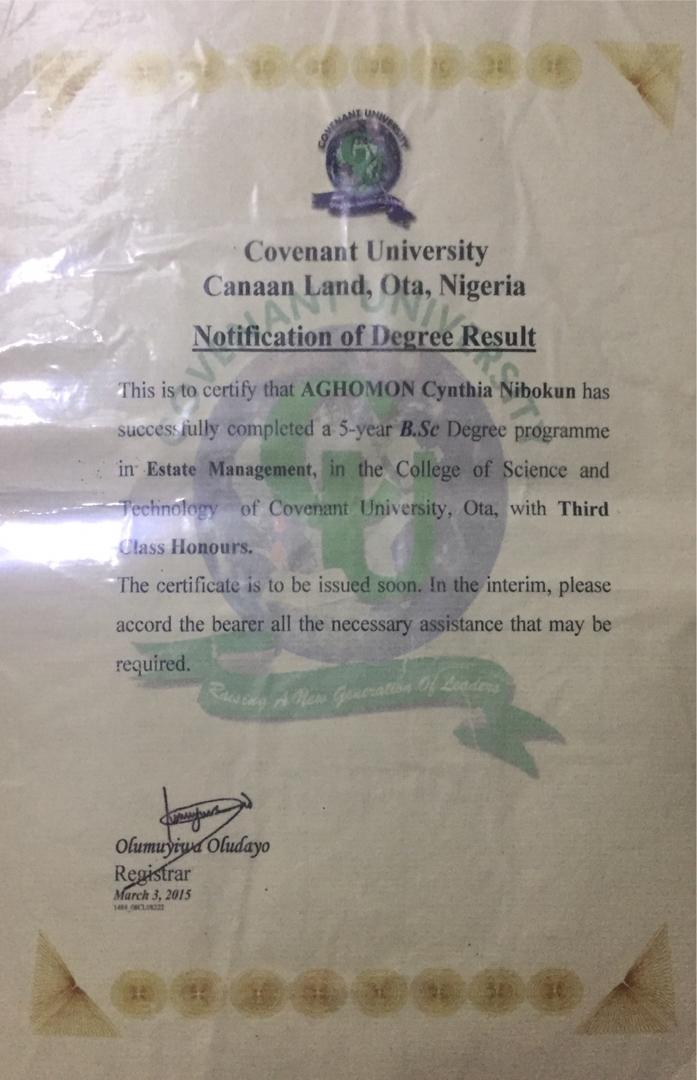 COVENANT UNIVERSITY
Covenant University
Canaan Land, Ota, Nigeria
Notification of Degree Result
This is to certify that AGHOMON Cynthia Nibokun has
successfully completed a 5-year B.Sc Degree programme
in Estate Management, in the College of Science and
Technology of Covenant University, Ota, with Third
Class Honours.
The certificate is to be issued soon. In the interim, please
accord the bearer all the necessary assistance that may be
required.
COVENANT UNIVERSITY
CU
Raising A New Generation Of Leaders
Olumuyiwa Oludayo
Registrar
March 3, 2015